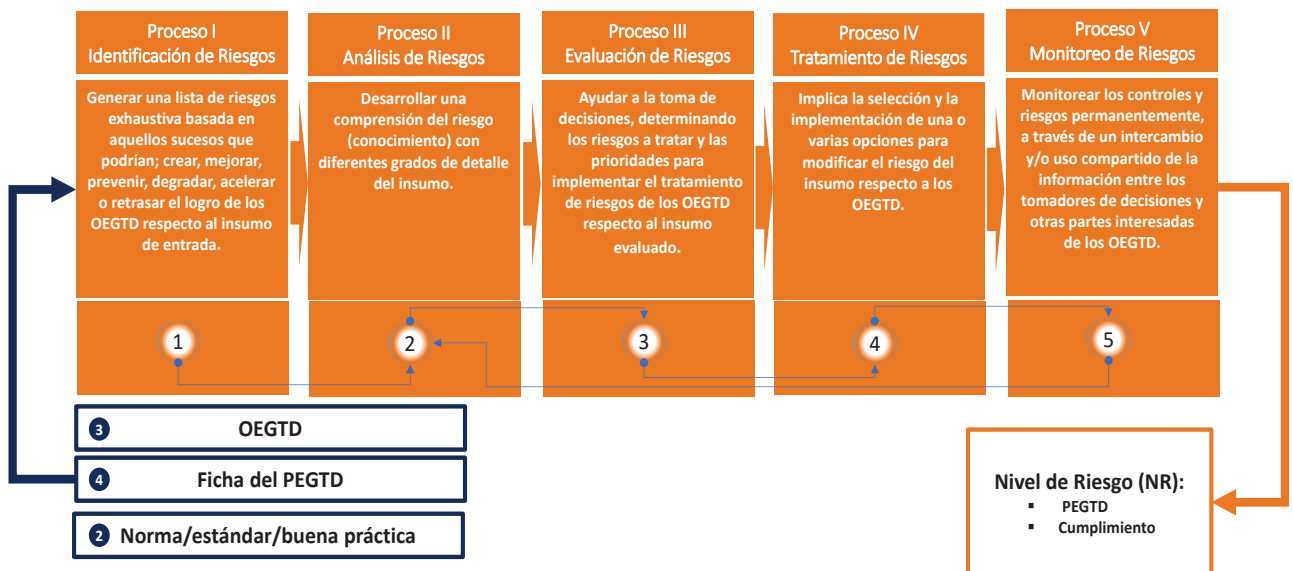 Proceso I
Identificación de Riesgos
Generar una lista de riesgos
exhaustiva basada en
aquellos sucesos que
podrían; crear, mejorar,
prevenir, degradar, acelerar
o retrasar el logro de los
OEGTD respecto al insumo
de entrada.
Proceso II
Análisis de Riesgos
Desarrollar una
comprensión del riesgo
(conocimiento) con
diferentes grados de detalle
del insumo.
Proceso III
Evaluación de Riesgos
Ayudar a la toma de
decisiones, determinando
los riesgos a tratar y las
prioridades para
implementar el tratamiento
de riesgos de los OEGTD
respecto al insumo
evaluado.
Proceso IV
Tratamiento de Riesgos
Implica la selección y la
implementación de una o
varias opciones para
modificar el riesgo del
insumo respecto a los
OEGTD.
Proceso V
Monitoreo de Riesgos
Monitorear los controles y
riesgos permanentemente,
a través de un intercambio
y/o uso compartido de la
información entre los
tomadores de decisiones y
otras partes interesadas
de los OEGTD.
1
2
3
4
5
3 OEGTD
4 Ficha del PEGTD
2 Norma/estándar/buena práctica
Nivel de Riesgo (NR):
▪ PEGTD
▪ Cumplimiento